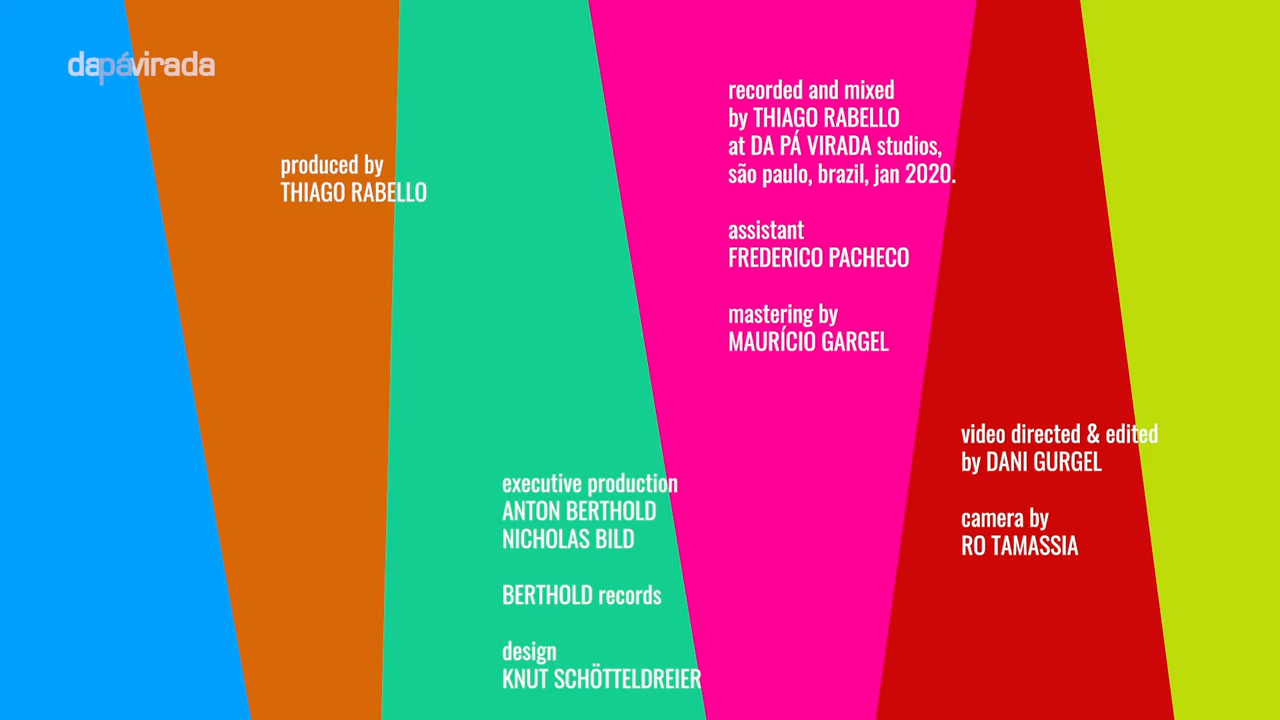 dapávirada
produced by
THIAGO RABELLO
executive production
ANTON BERTHOLD
NICHOLAS BILD
BERTHOLD records
design
KNUT SCHÖTTELDREIER
recorded and mixed
by THIAGO RABELLO
at DA PÁ VIRADA studios,
são paulo, brazil, jan 2020.
assistant
FREDERICO PACHECO
mastering by
MAURÍCIO GARGEL
video directed & edited
by DANI GURGEL
camera by
RO TAMASSIA